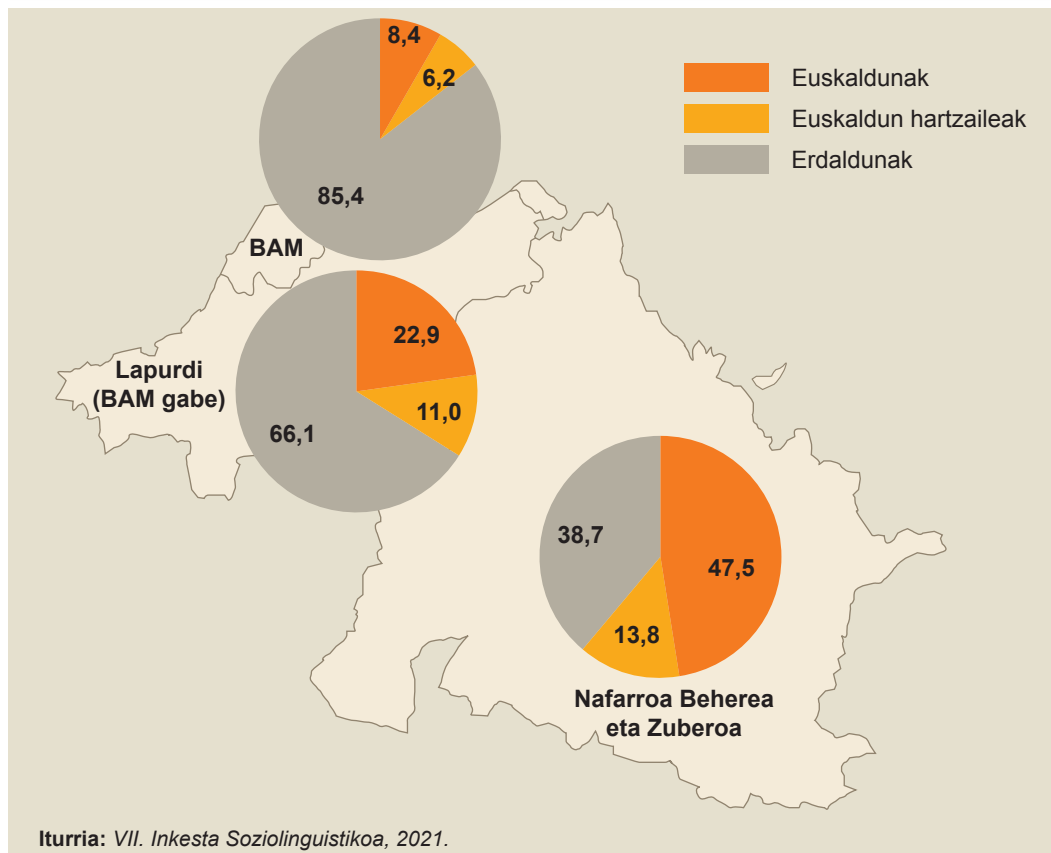 8,4
6,2
85,4
Euskaldunak
Euskaldun hartzaileak
Erdaldunak
BAM
22,9
11,0
66,1
Lapurdi
(BAM gabe)
38,7
47,5
13,8
Nafarroa Beherea
eta Zuberoa
Iturria: VII. Inkesta Soziolinguistikoa, 2021.